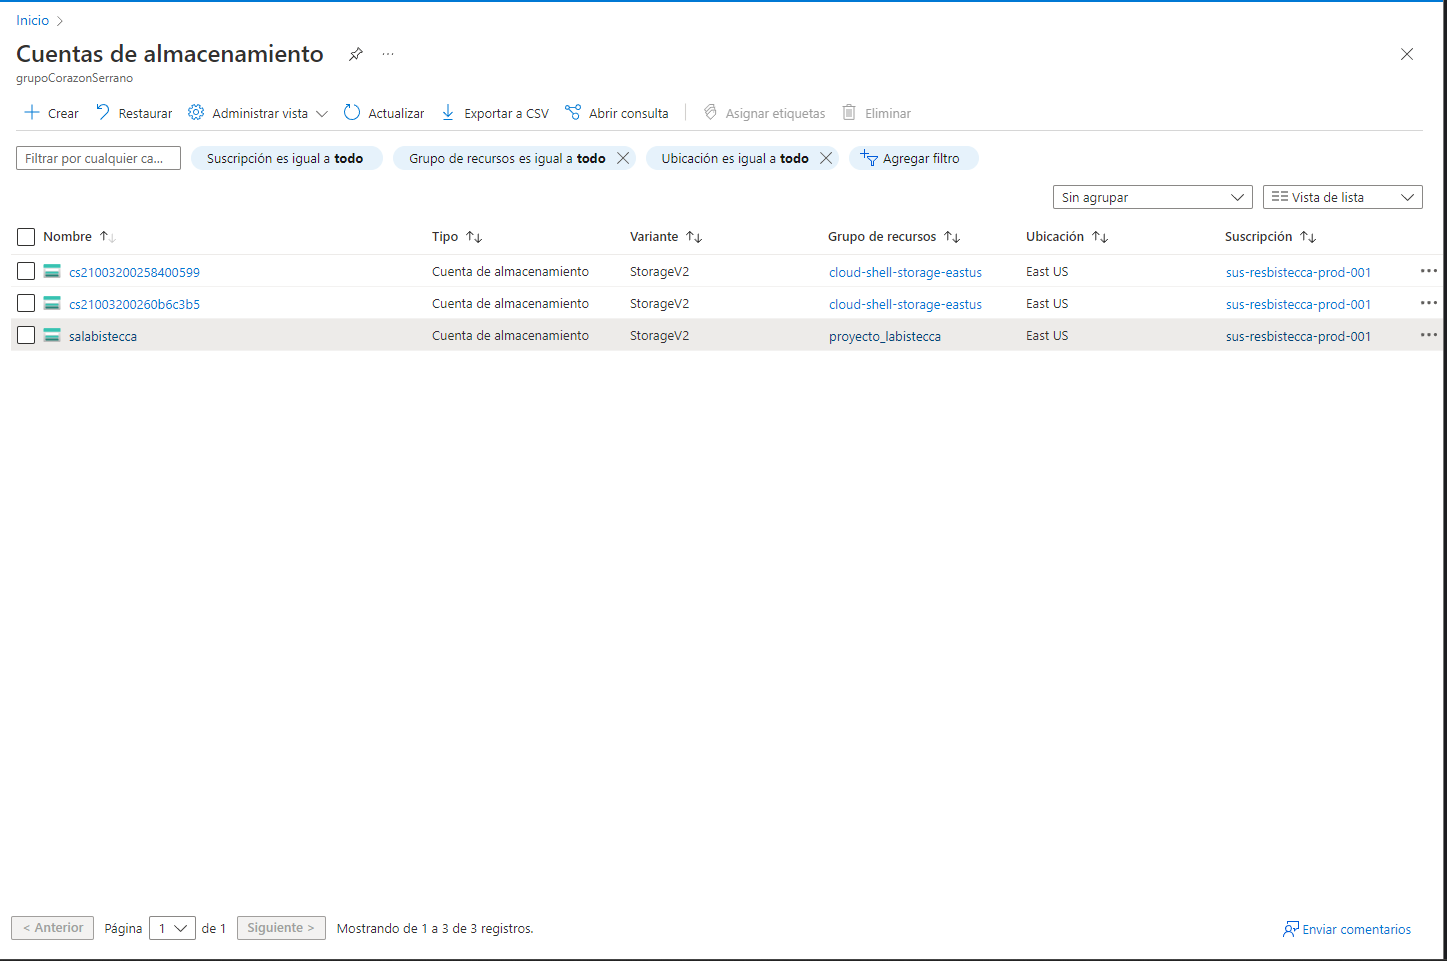 Inicio
Cuentas de almacenamiento
grupoCorazonSerrano
Crear Restaurar Administrar vista Actualizar Exportar a CSV Abrir consulta Asignar etiquetas Eliminar
Filtrar por cualquier ca... Suscripción es igual a todo Grupo de recursos es igual a todo Ubicación es igual a todo Agregar filtro
Sin agrupar Vista de lista
Nombre Tipo Variante Grupo de recursos Ubicación Suscripción
cs21003200258400599 Cuenta de almacenamiento StorageV2 cloud-shell-storage-eastus East US sus-resbistecca-prod-001
cs21003200260b6c3b5 Cuenta de almacenamiento StorageV2 cloud-shell-storage-eastus East US sus-resbistecca-prod-001
salabistecca Cuenta de almacenamiento StorageV2 proyecto_labistecca East US sus-resbistecca-prod-001
< Anterior Página 1 de 1 Siguiente > Mostrando de 1 a 3 de 3 registros. Enviar comentarios